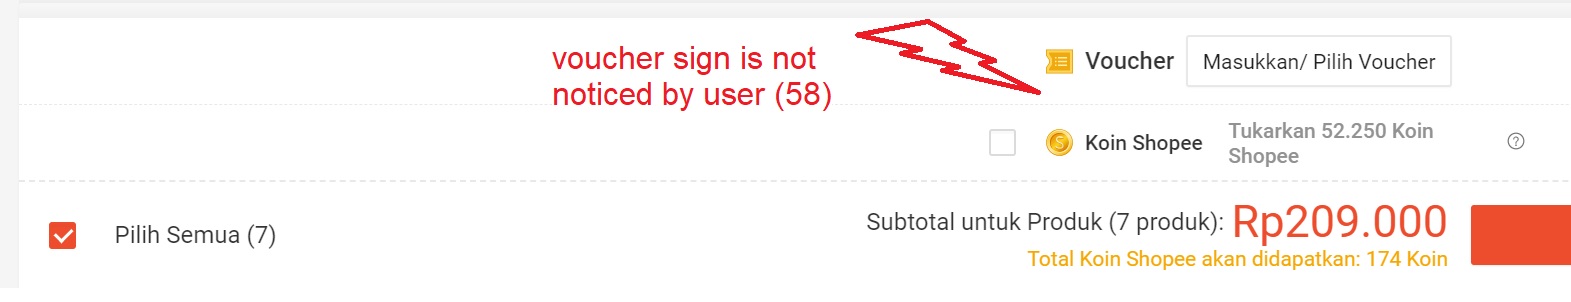 voucher sign is not
noticed by user (58)
Voucher Masukkan/ Pilih Voucher
Koin Shopee Tukarkan 52.250 Koin
Shopee ?
Pilih Semua (7) Subtotal untuk Produk (7 produk): Rp209.000
Total Koin Shopee akan didapatkan: 174 Koin